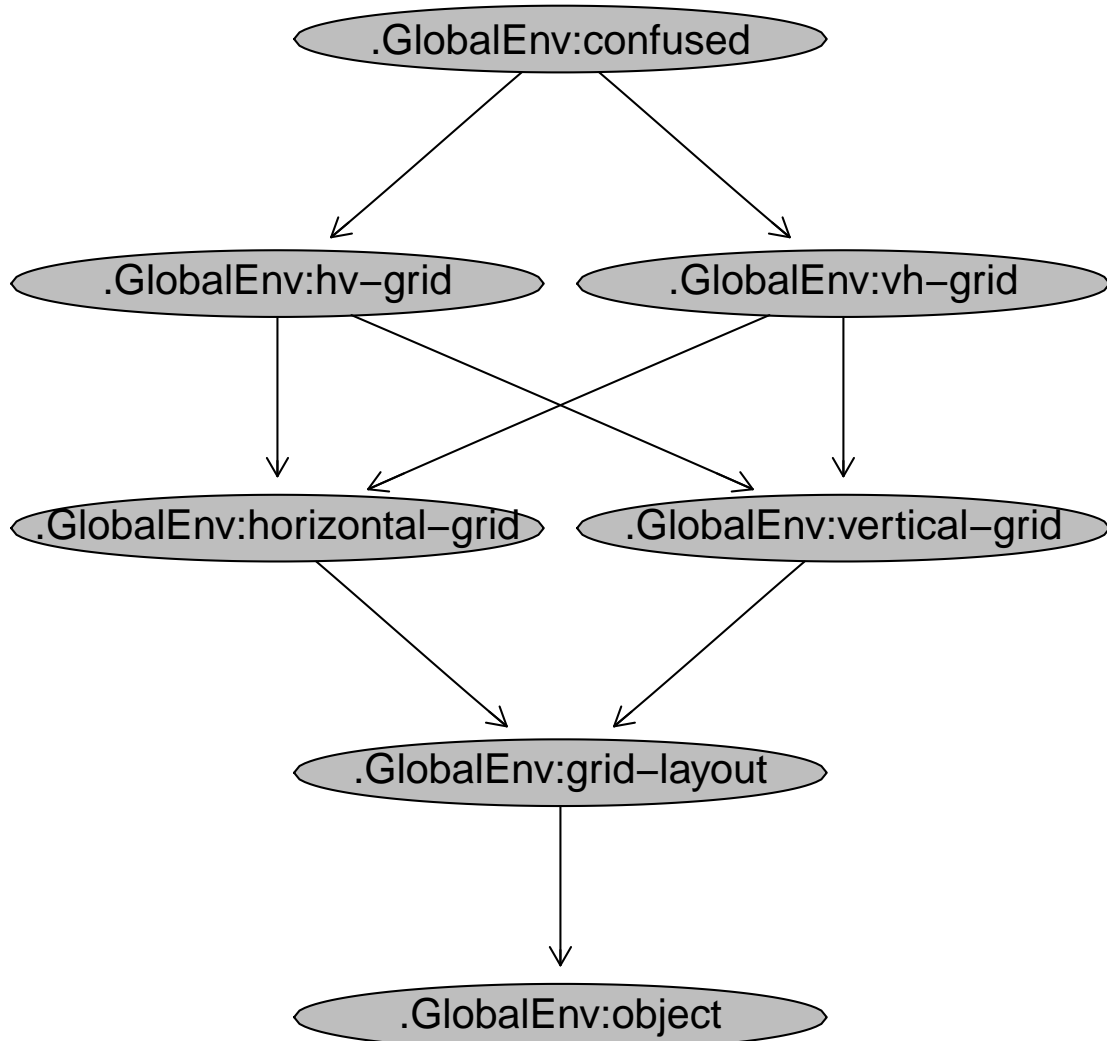 .GlobalEnv:confused
.GlobalEnv:hv−grid
.GlobalEnv:vh−grid
.GlobalEnv:horizontal−grid
.GlobalEnv:vertical−grid
.GlobalEnv:grid−layout
.GlobalEnv:object